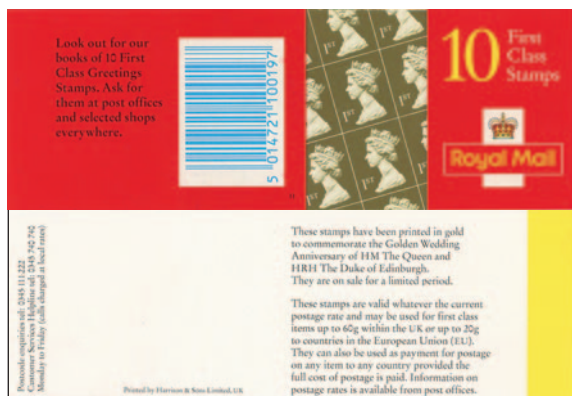 Look out for our
books of 10 First
Class Greetings
Stamps. Ask for
them at post offices
and selected shops
everywhere.
5 014721 100197
1ST
1ST
1ST
1ST
1ST
1ST
10 First
Class
Stamps
Royal Mail
Postcode enquiries tel: 0345 111 222
Customer Services Helpline tel: 0345 740 740
Monday to Friday (calls charged at local rates)
Printed by Harrison & Sons Limited, UK
These stamps have been printed in gold
to commemorate the Golden Wedding
Anniversary of HM The Queen and
HRH The Duke of Edinburgh.
They are on sale for a limited period.
These stamps are valid whatever the current
postage rate and may be used for first class
items up to 60g within the UK or up to 20g
to countries in the European Union (EU).
They can also be used as payment for postage
on any item to any country provided the
full cost of postage is paid. Information on
postage rates is available from post offices.